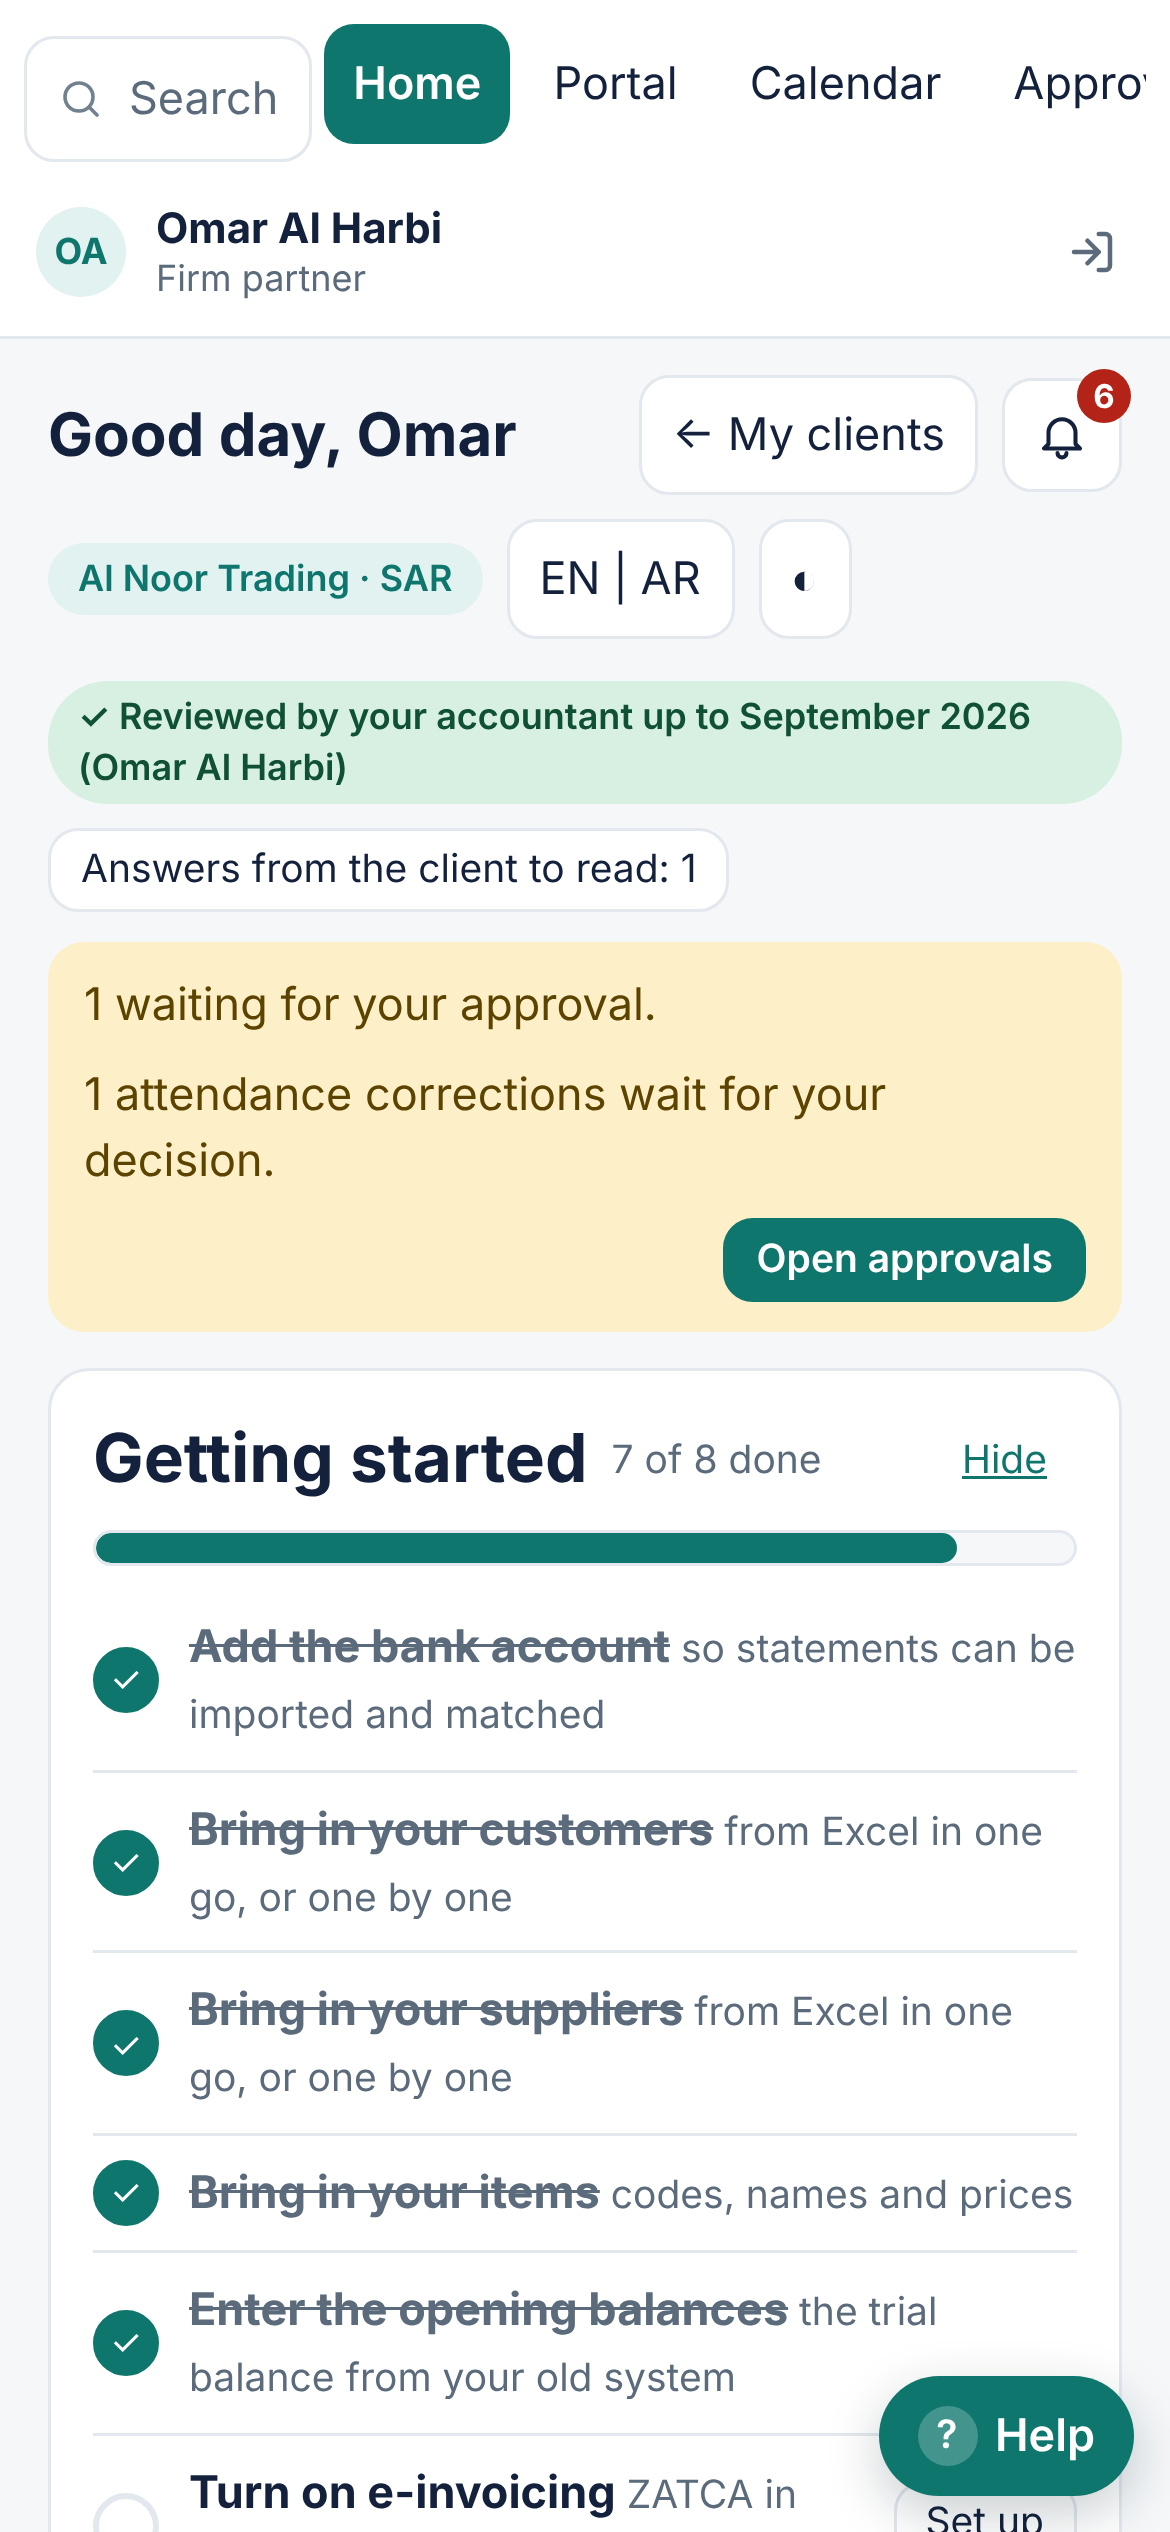 Search
Home
Portal
Calendar
Approv
OA
Omar Al Harbi
Firm partner
Good day, Omar
← My clients
6
Al Noor Trading · SAR
EN | AR
✓ Reviewed by your accountant up to September 2026
(Omar Al Harbi)
Answers from the client to read: 1
1 waiting for your approval.
1 attendance corrections wait for your
decision.
Open approvals
Getting started 7 of 8 done
Hide
Add the bank account so statements can be
imported and matched
Bring in your customers from Excel in one
go, or one by one
Bring in your suppliers from Excel in one
go, or one by one
Bring in your items codes, names and prices
Enter the opening balances the trial
balance from your old system
? Help
Turn on e-invoicing ZATCA in
Set up